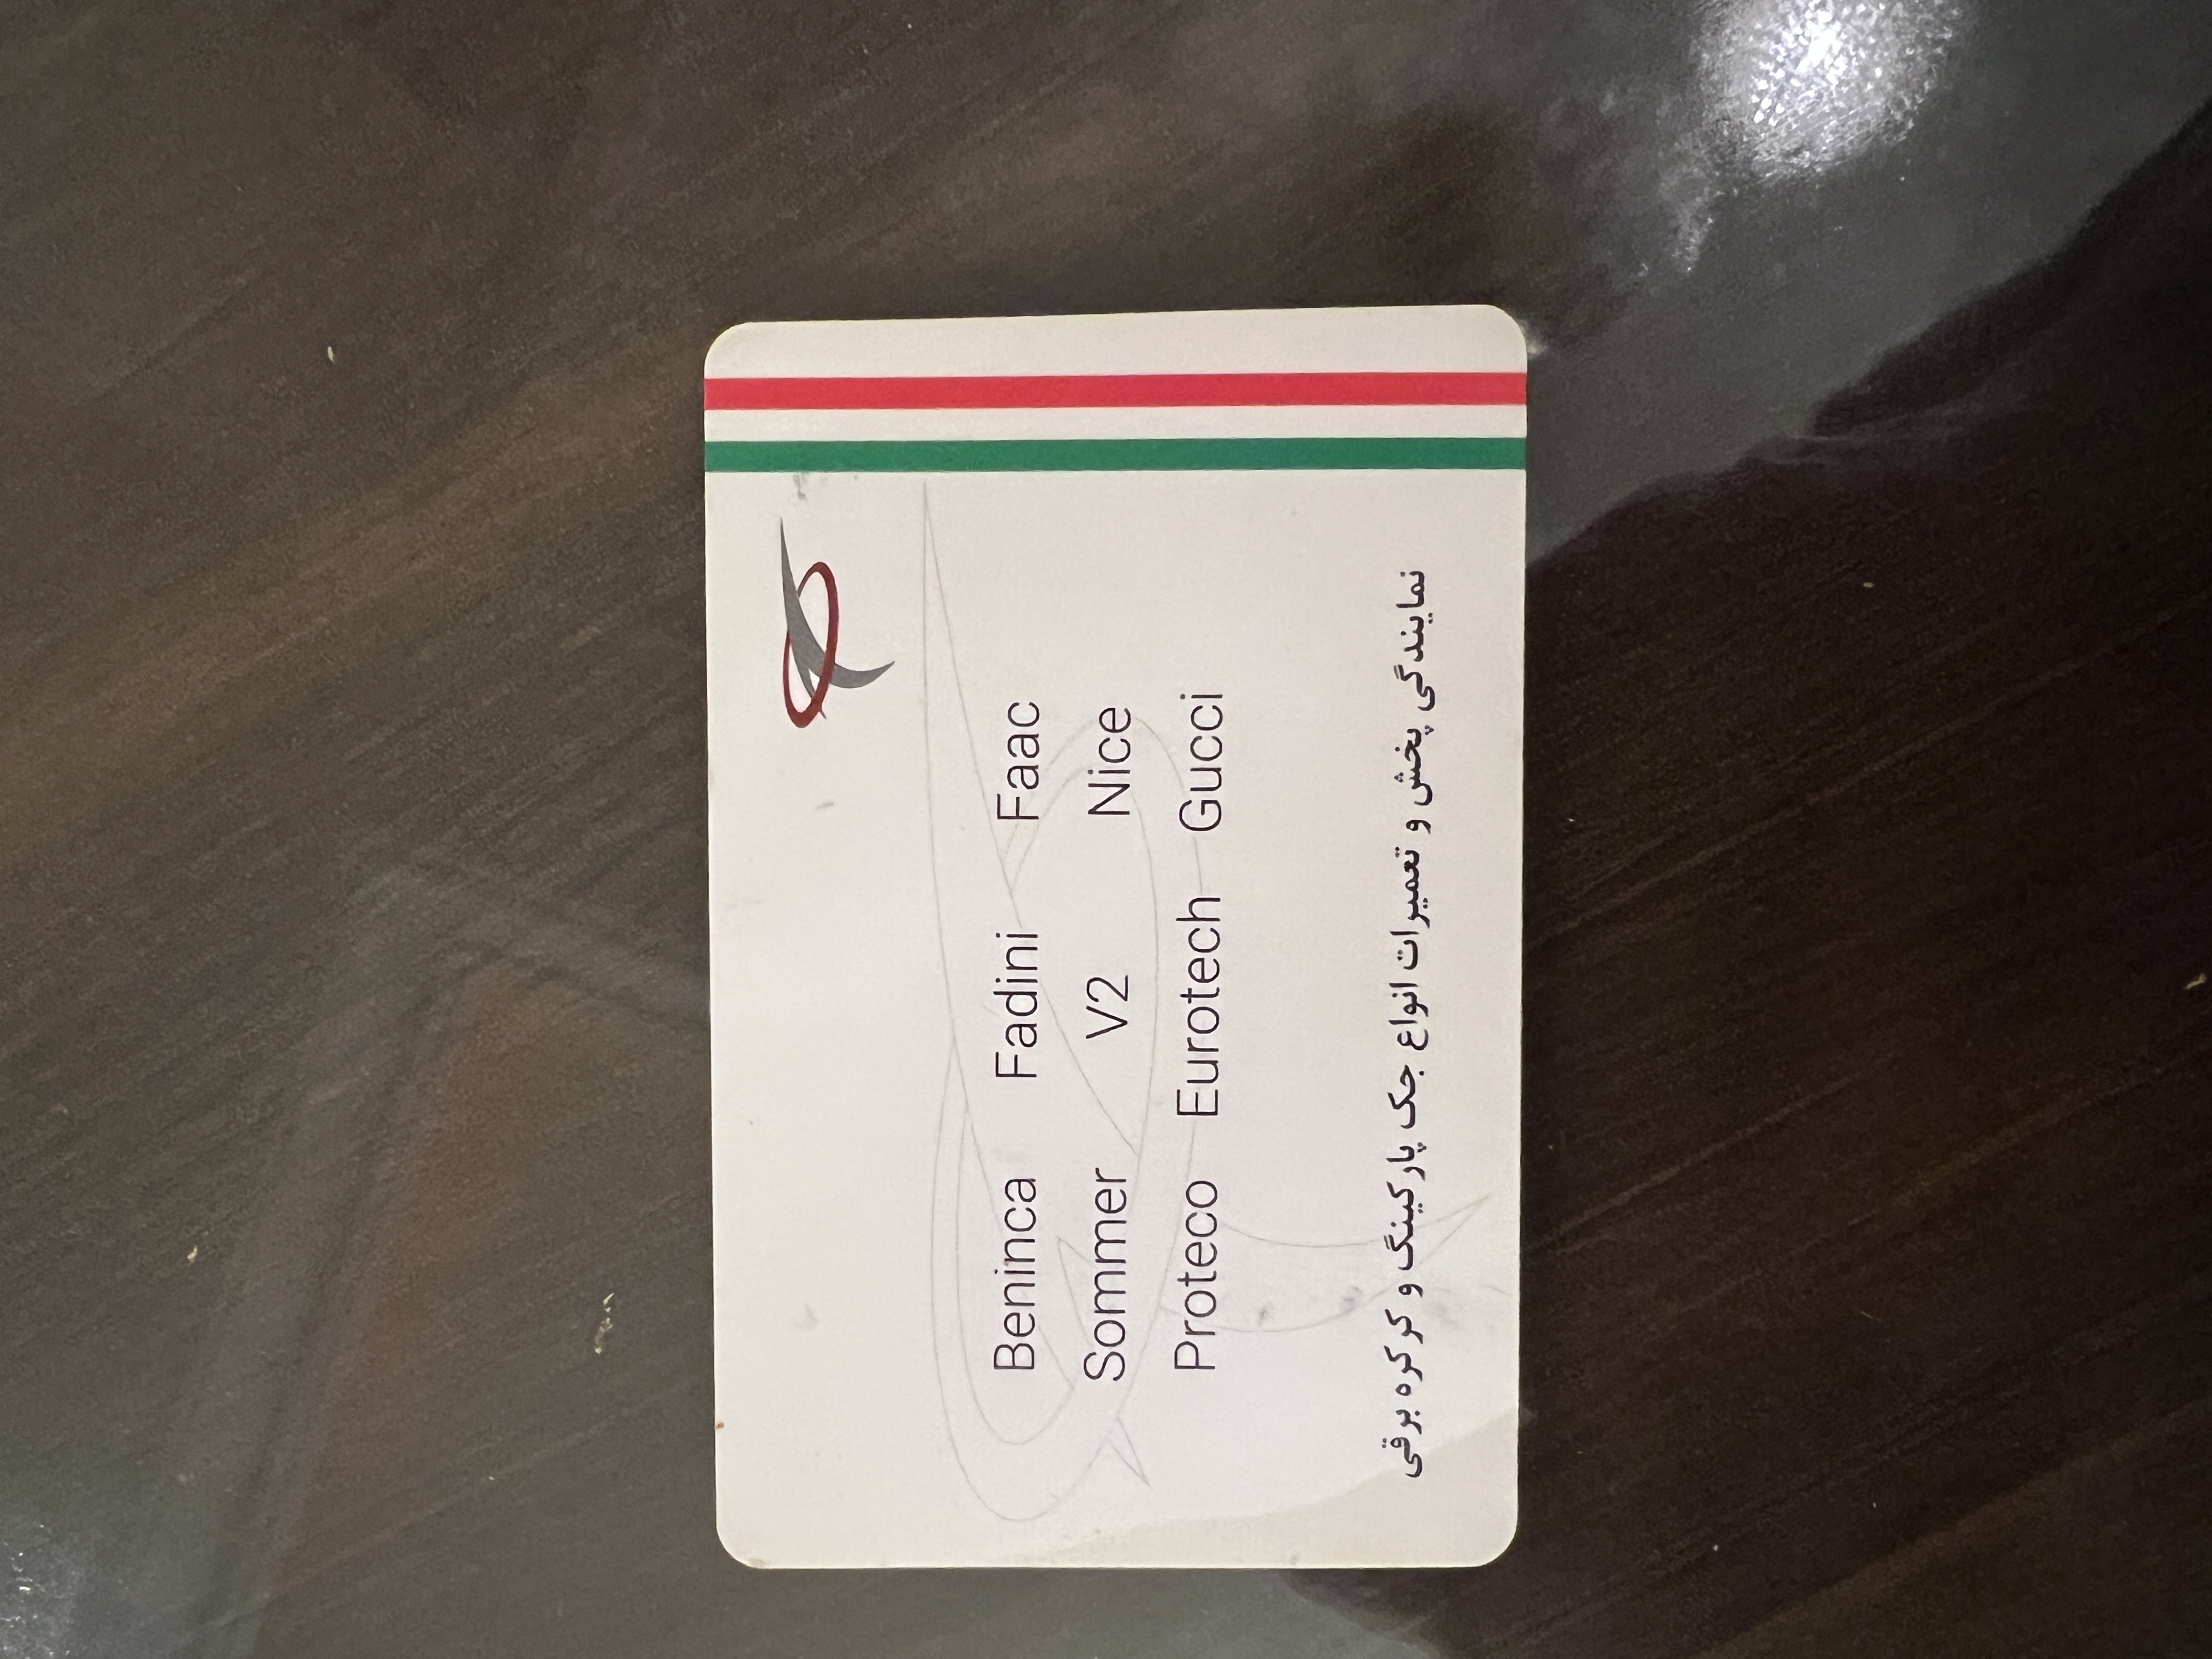 Beninca Fadini Faac
Sommer V2 Nice
Proteco Eurotech Gucci
نمایندگی پخش و تعمیرات انواع جک پارکینگ و کرکره برقی